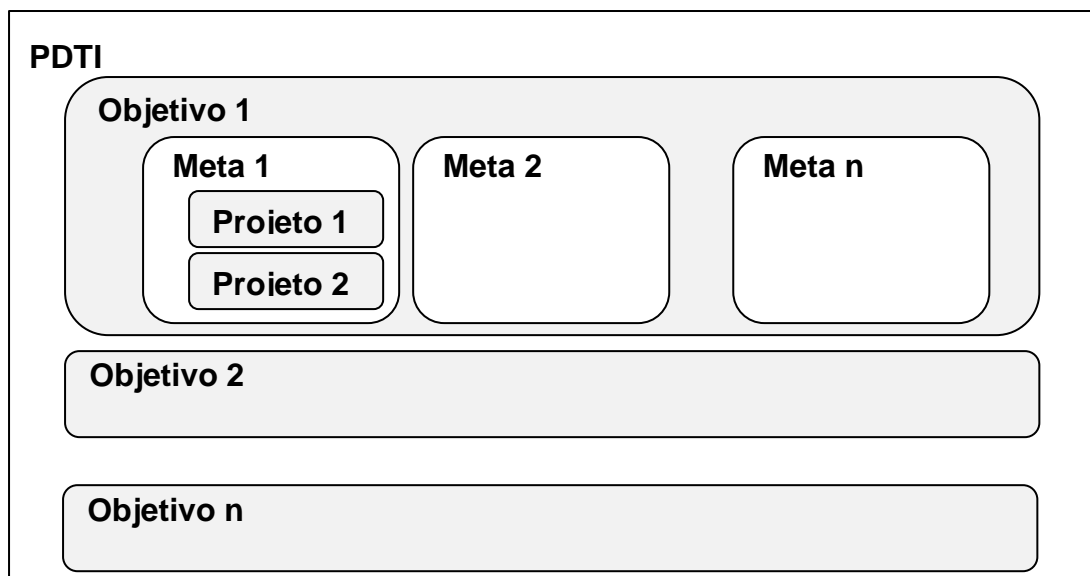 PDTI
Objetivo 1
Meta 1
Meta 2
Meta n
Projeto 1
Projeto 2
Objetivo 2
Objetivo n